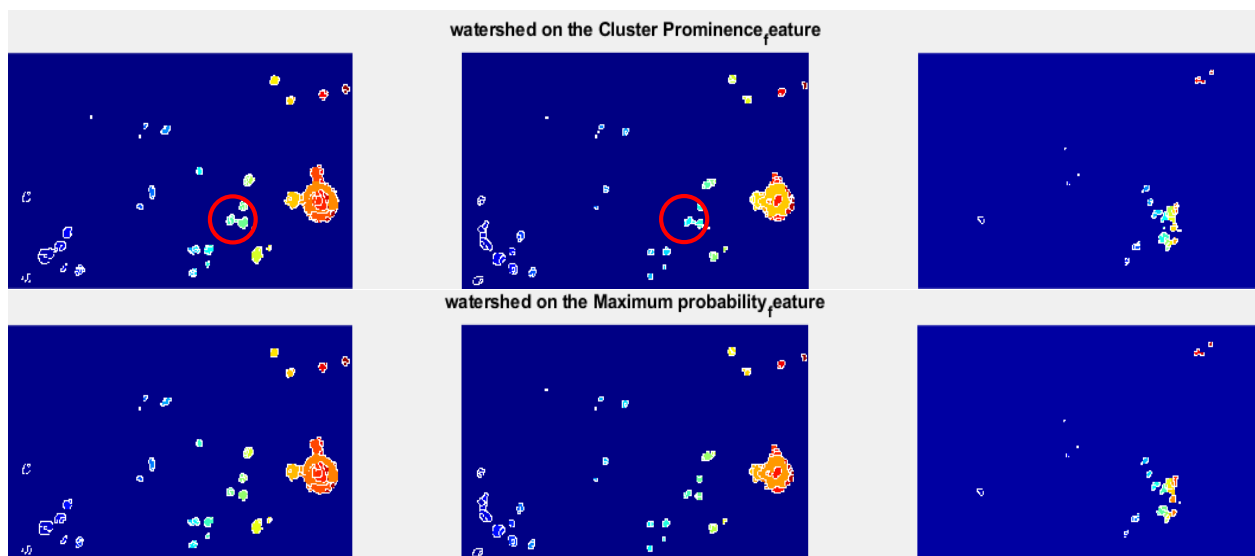 watershed on the Cluster Prominence_feature
watershed on the Maximum probability_feature